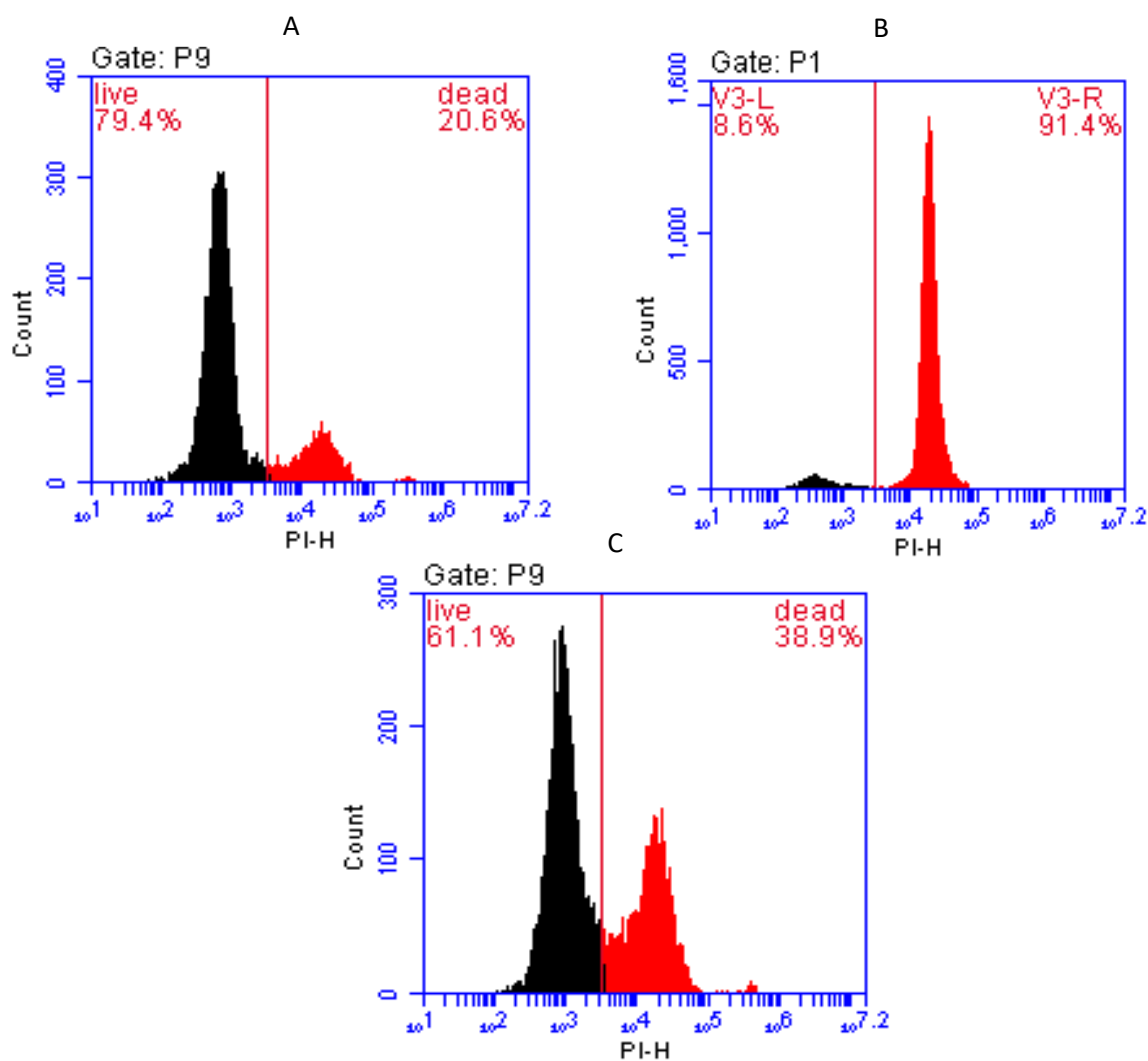 A
Gate: P9
live
79.4%
dead
20.6%
400
300
200
100
0
Count
10^1
10^2
10^3
10^4
10^5
10^6
10^7.2
PI-H
B
Gate: P1
V3-L
8.6%
V3-R
91.4%
1,600
1,000
500
0
Count
10^1
10^2
10^3
10^4
10^5
10^6
10^7.2
PI-H
C
Gate: P9
live
61.1%
dead
38.9%
300
200
100
0
Count
10^1
10^2
10^3
10^4
10^5
10^6
10^7.2
PI-H